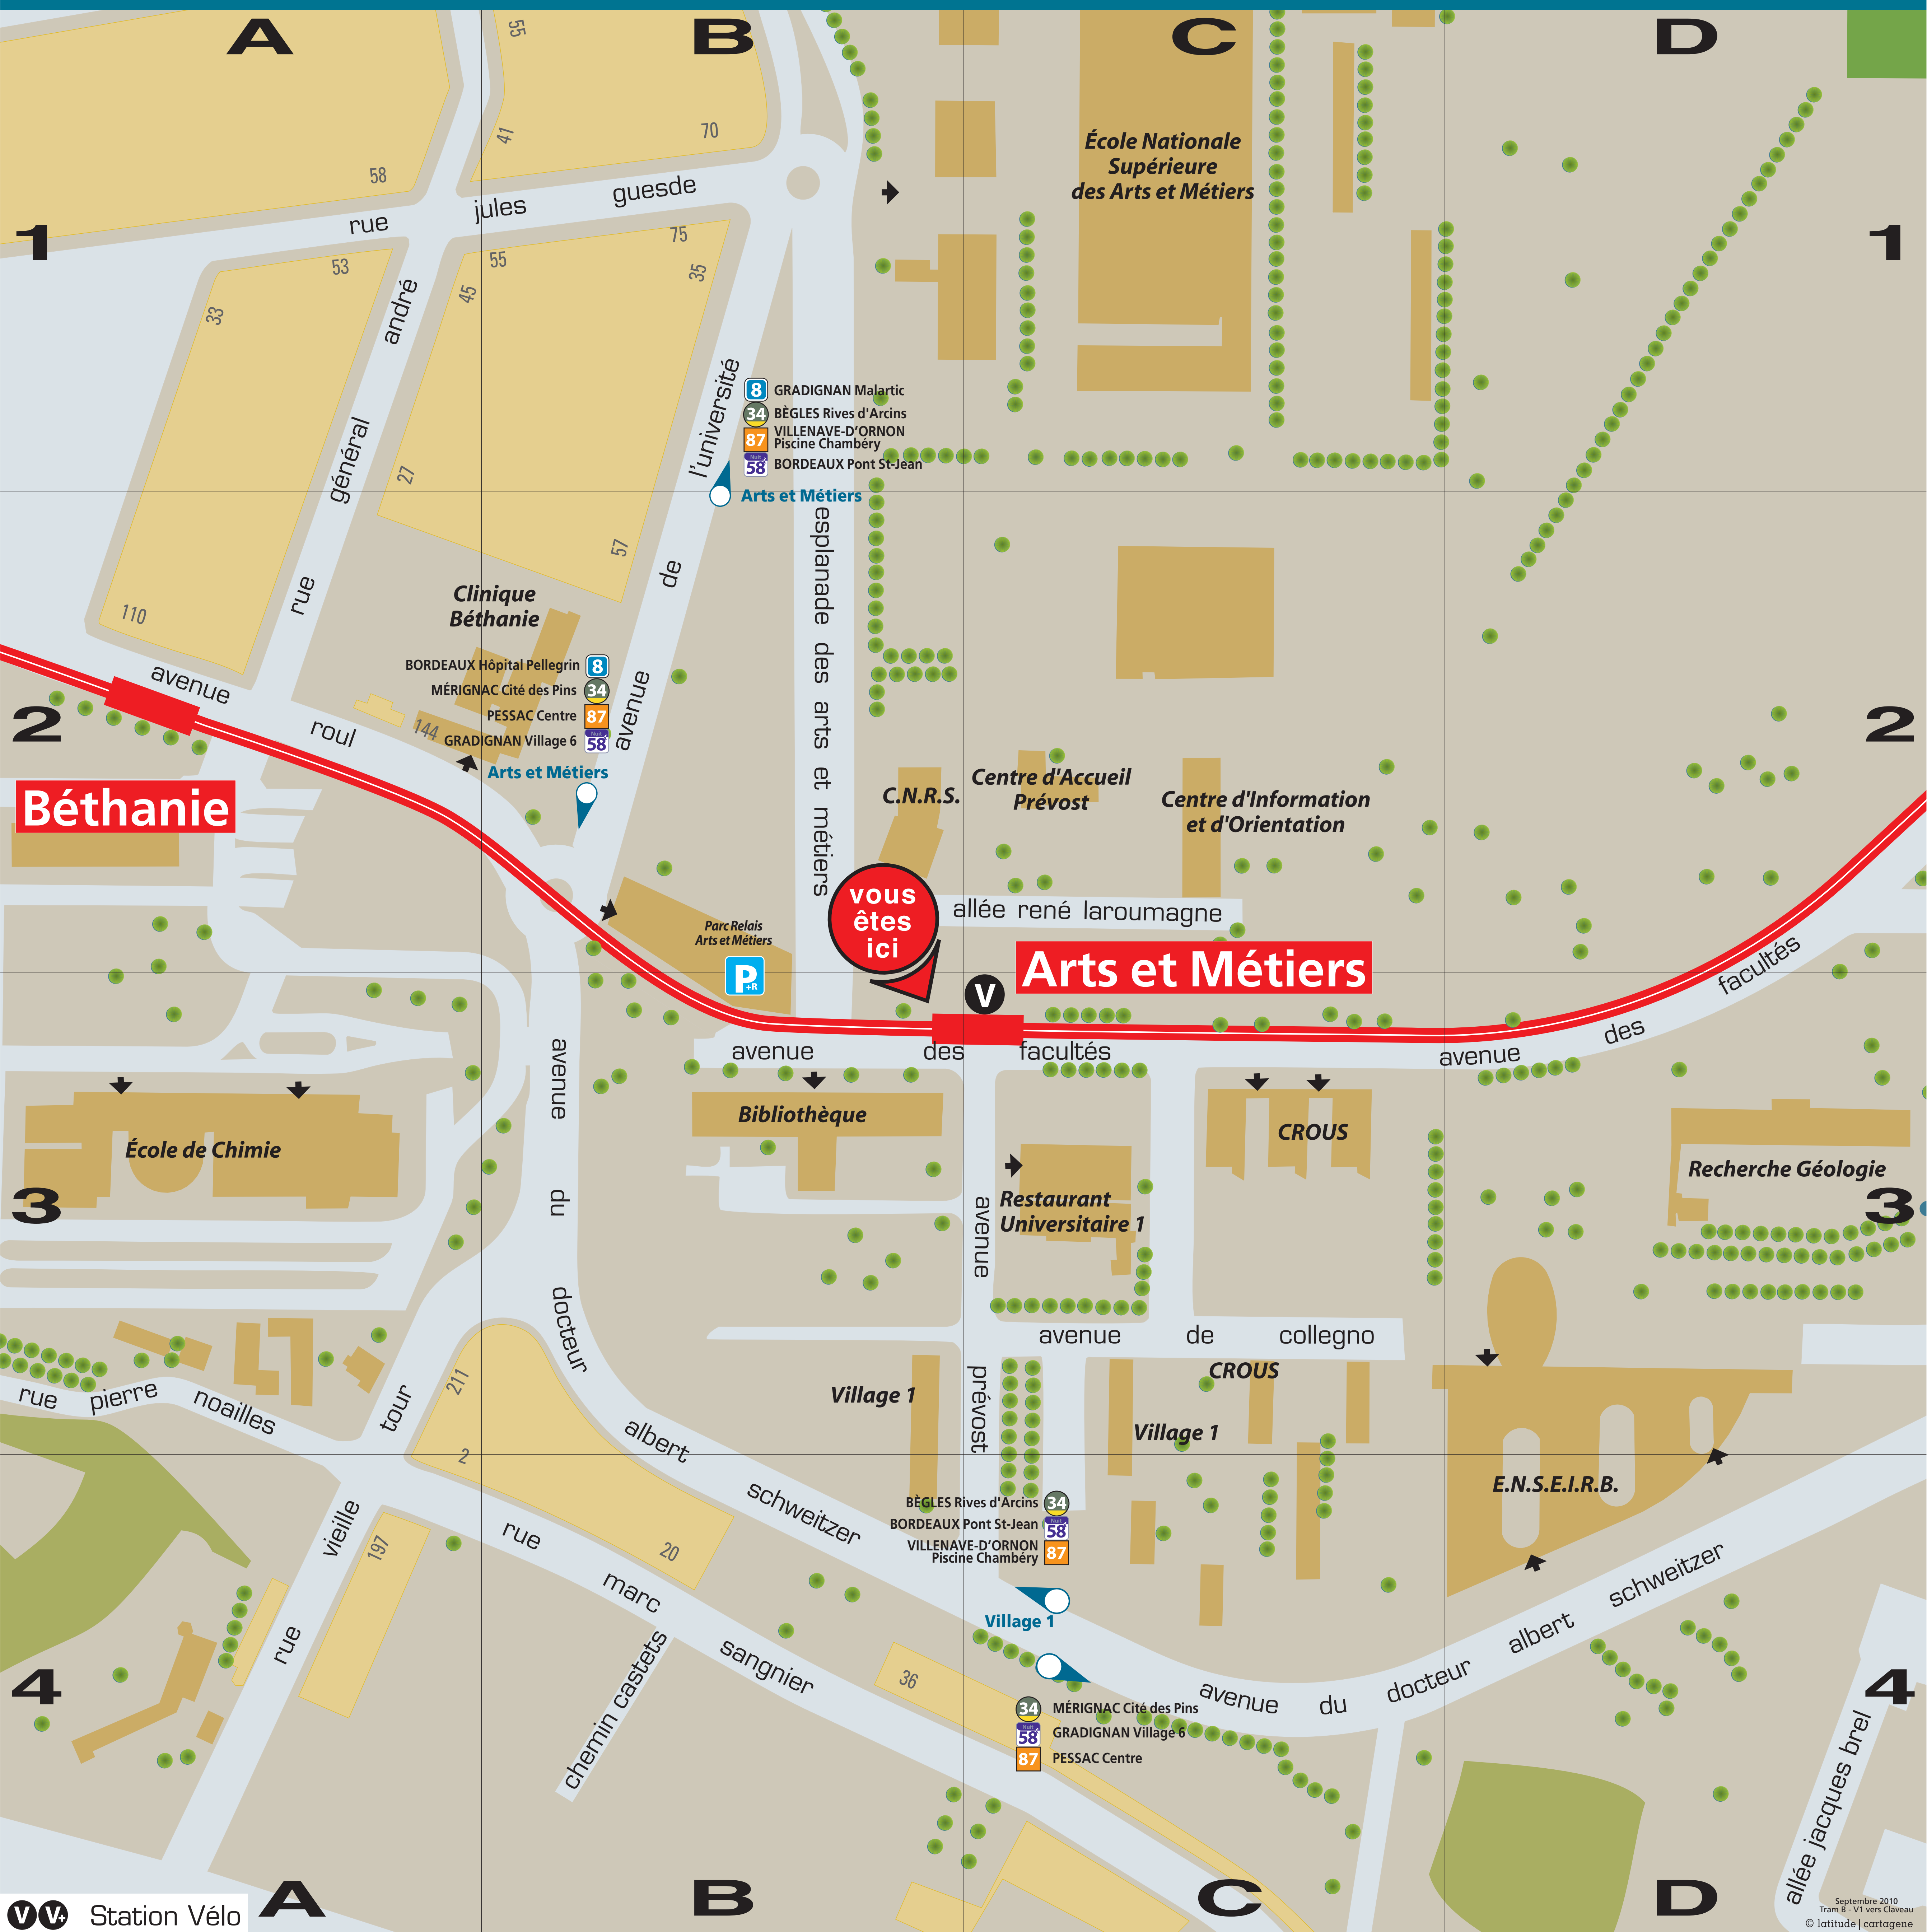 A
B
C
D
1
1
2
2
3
3
4
4
A
B
C
D
55
41
70
58
rue jules guesde
53
55
75
33
45
35
27
57
110
École Nationale
Supérieure
des Arts et Métiers
rue général andré
avenue de l'université
8 GRADIGNAN Malartic
34 BÈGLES Rives d'Arcins
87 VILLENAVE-D'ORNON
Piscine Chambéry
Nuit 58 BORDEAUX Pont St-Jean
Arts et Métiers
esplanade des arts et métiers
Clinique
Béthanie
BORDEAUX Hôpital Pellegrin 8
MÉRIGNAC Cité des Pins 34
PESSAC Centre 87
144
GRADIGNAN Village 6 Nuit 58
Arts et Métiers
avenue roul
Béthanie
C.N.R.S.
Centre d'Accueil
Prévost
Centre d'Information
et d'Orientation
vous
êtes
ici
allée rené laroumagne
Parc Relais
Arts et Métiers
P+R
V
Arts et Métiers
avenue des facultés
avenue des facultés
École de Chimie
Bibliothèque
CROUS
Restaurant
Universitaire 1
Recherche Géologie
avenue du docteur albert schweitzer
avenue prévost
avenue de collegno
CROUS
Village 1
Village 1
E.N.S.E.I.R.B.
rue pierre noailles
rue vieille tour
211
2
197
20
36
rue marc sangnier
chemin castets
BÈGLES Rives d'Arcins 34
BORDEAUX Pont St-Jean Nuit 58
VILLENAVE-D'ORNON
Piscine Chambéry 87
Village 1
34 MÉRIGNAC Cité des Pins
Nuit 58 GRADIGNAN Village 6
87 PESSAC Centre
avenue du docteur albert schweitzer
allée jacques brel
V V+ Station Vélo
Septembre 2010
Tram B - V1 vers Claveau
© latitude | cartagene